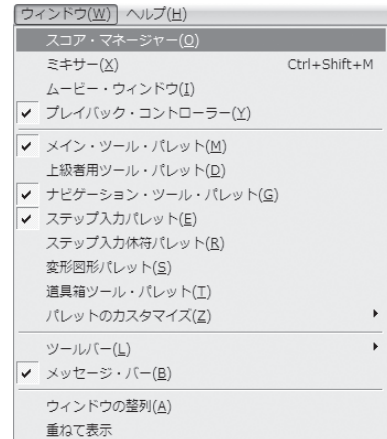 ウィンドウ(W) ヘルプ(H)
スコア・マネージャー(O)
ミキサー(X) Ctrl+Shift+M
ムービー・ウィンドウ(I)
プレイバック・コントローラー(Y)
メイン・ツール・パレット(M)
上級者用ツール・パレット(D)
ナビゲーション・ツール・パレット(G)
ステップ入力パレット(E)
ステップ入力休符パレット(R)
変形図形パレット(S)
道具箱ツール・パレット(T)
パレットのカスタマイズ(Z)
ツールバー(L)
メッセージ・バー(B)
ウィンドウの整列(A)
重ねて表示